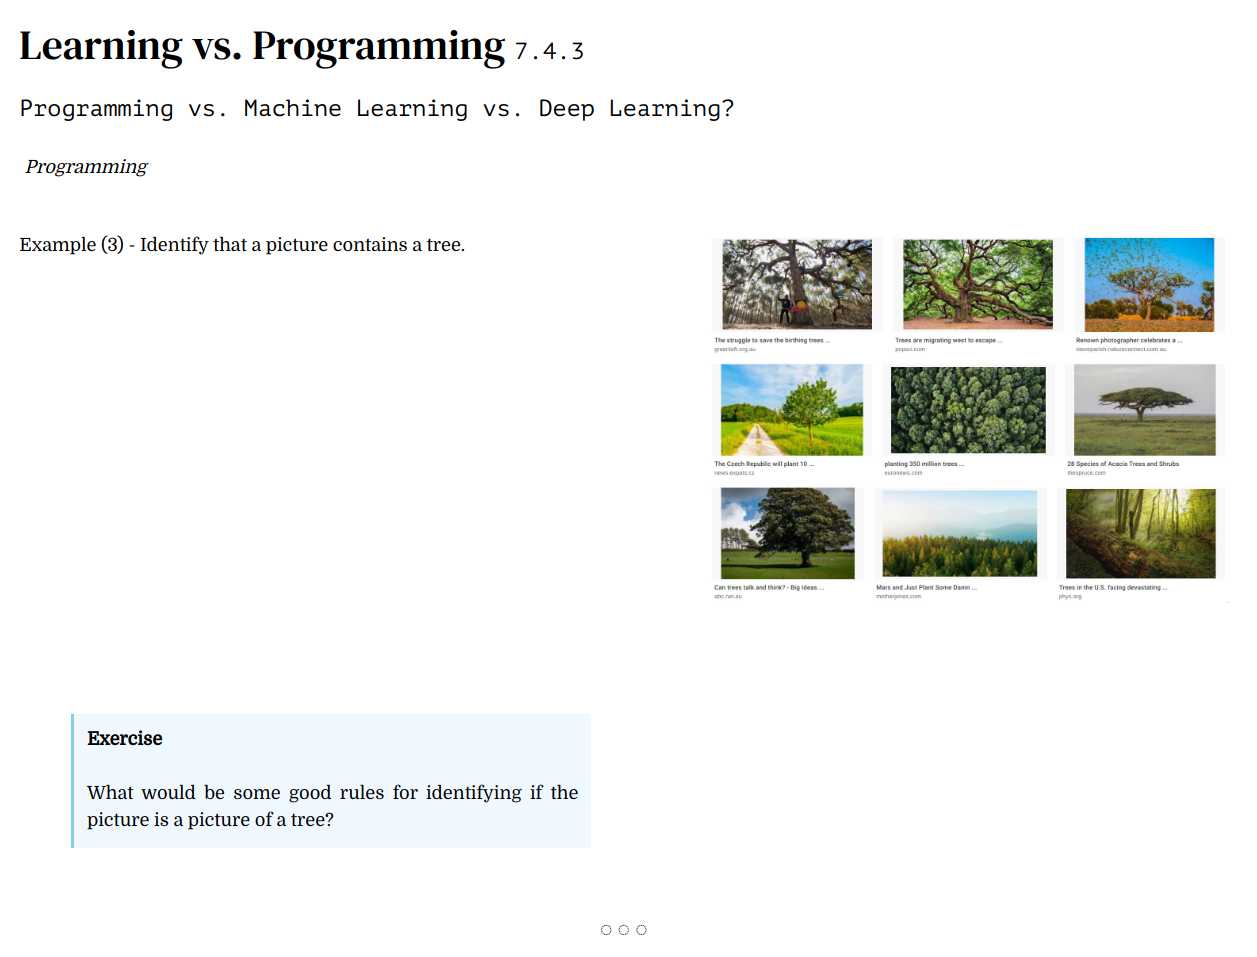 Learning vs. Programming 7.4.3
Programming vs. Machine Learning vs. Deep Learning?
Programming
Example (3) - Identify that a picture contains a tree.
The struggle to save the birthing trees ...
greenleft.org.au
Trees are migrating west to escape ...
popsci.com
Renown photographer celebrates a ...
The Czech Republic will plant 10 ...
news.expats.cz
planting 350 million trees ...
euronews.com
28 Species of Acacia Trees and Shrubs
thespruce.com
Can trees talk and think? - Big Ideas ...
abc.net.au
Mars and Just Plant Some Damn ...
motherjones.com
Trees in the U.S. facing devastating ...
phys.org
Exercise
What would be some good rules for identifying if the
picture is a picture of a tree?